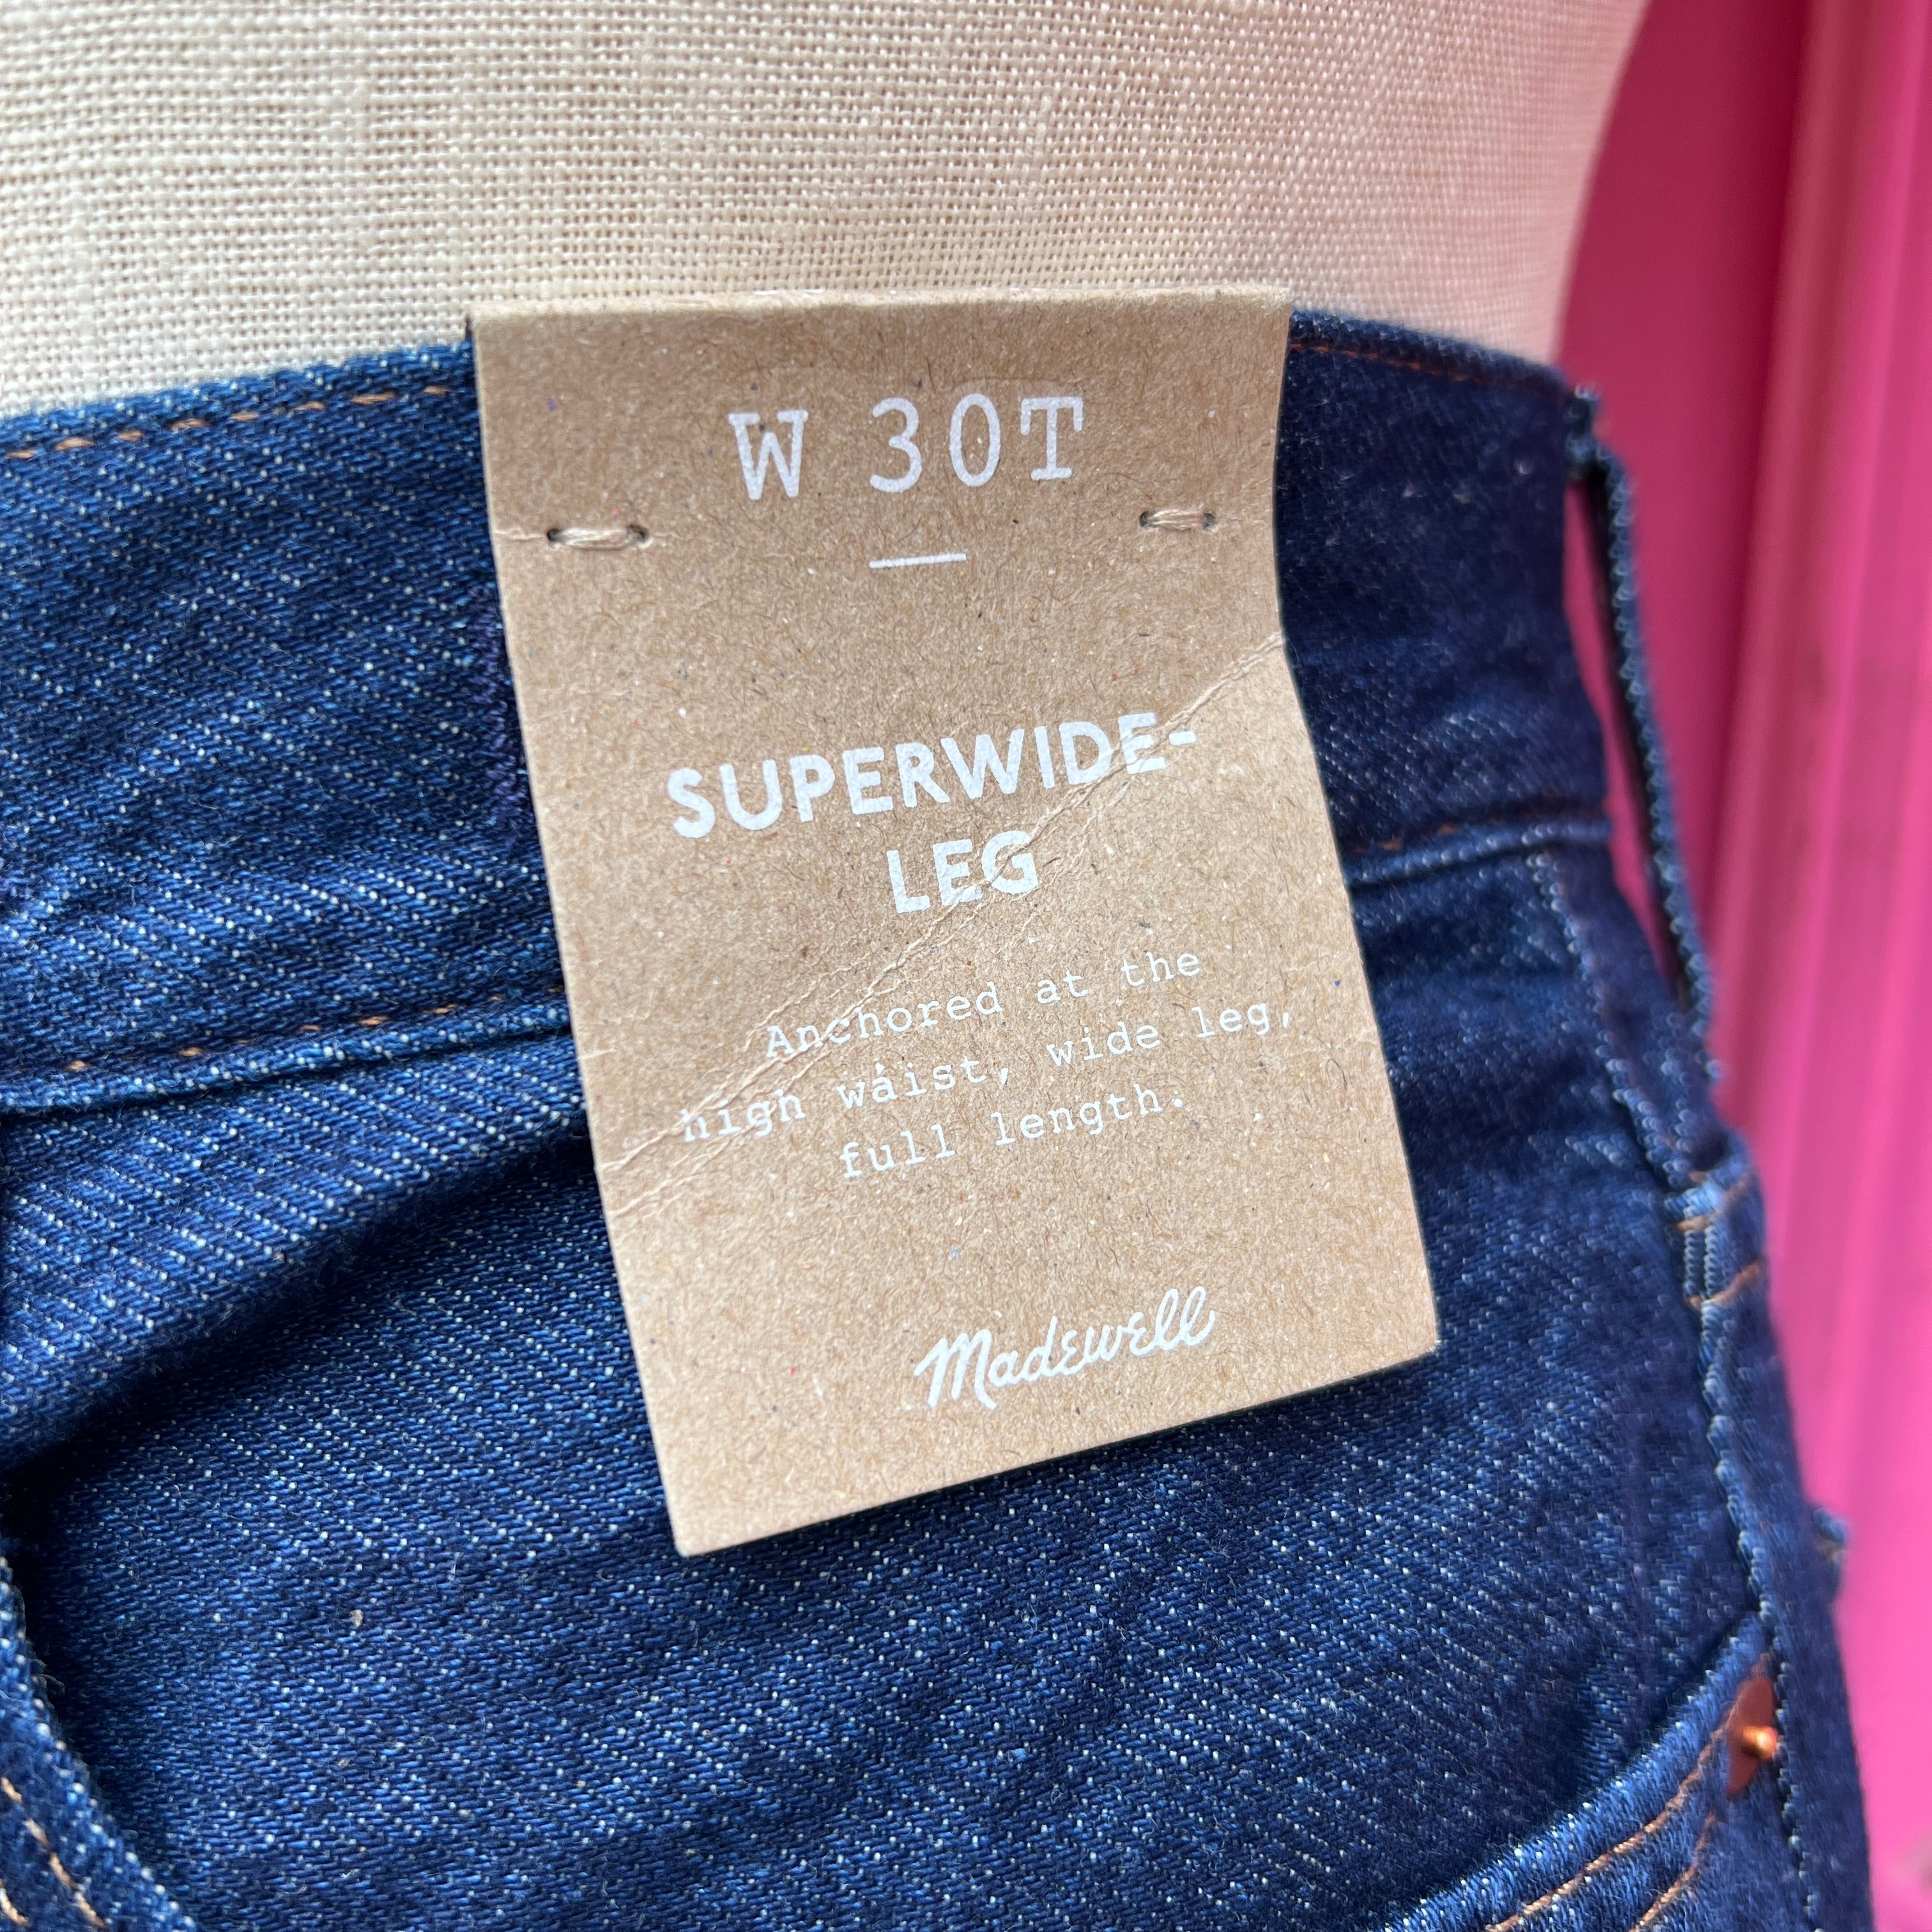 W 30T
SUPERWIDE-
LEG
Anchored at the
high waist, wide leg,
full length.
Madewell